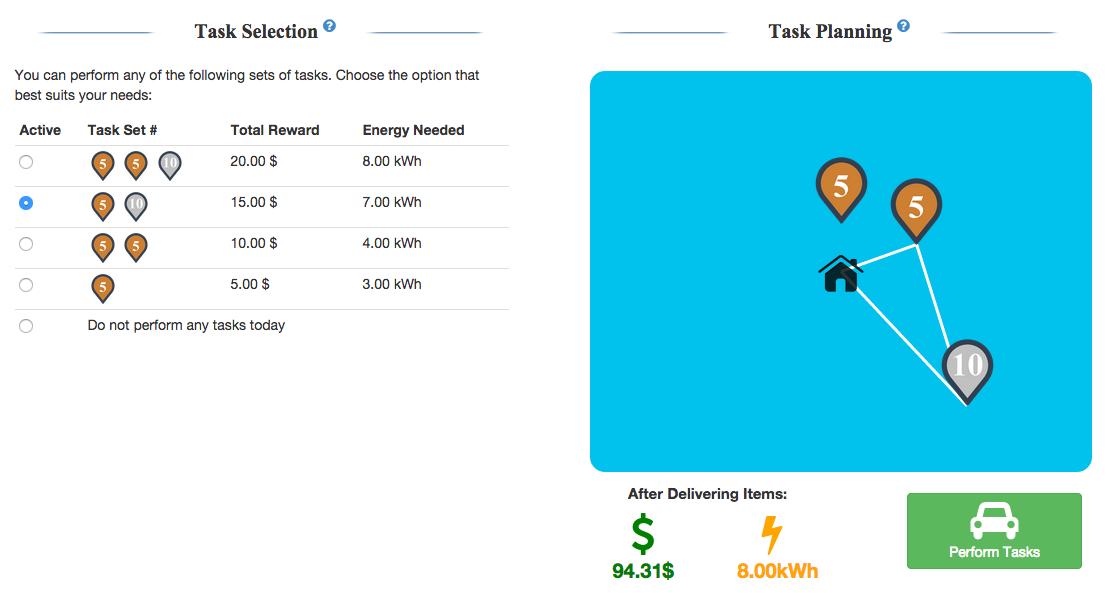 Task Selection ?
You can perform any of the following sets of tasks. Choose the option that
best suits your needs:
Active Task Set # Total Reward Energy Needed
5 5 10 20.00 $ 8.00 kWh
5 10 15.00 $ 7.00 kWh
5 5 10.00 $ 4.00 kWh
5 5.00 $ 3.00 kWh
Do not perform any tasks today
Task Planning ?
5
5
10
After Delivering Items:
$
94.31$ 8.00kWh
Perform Tasks